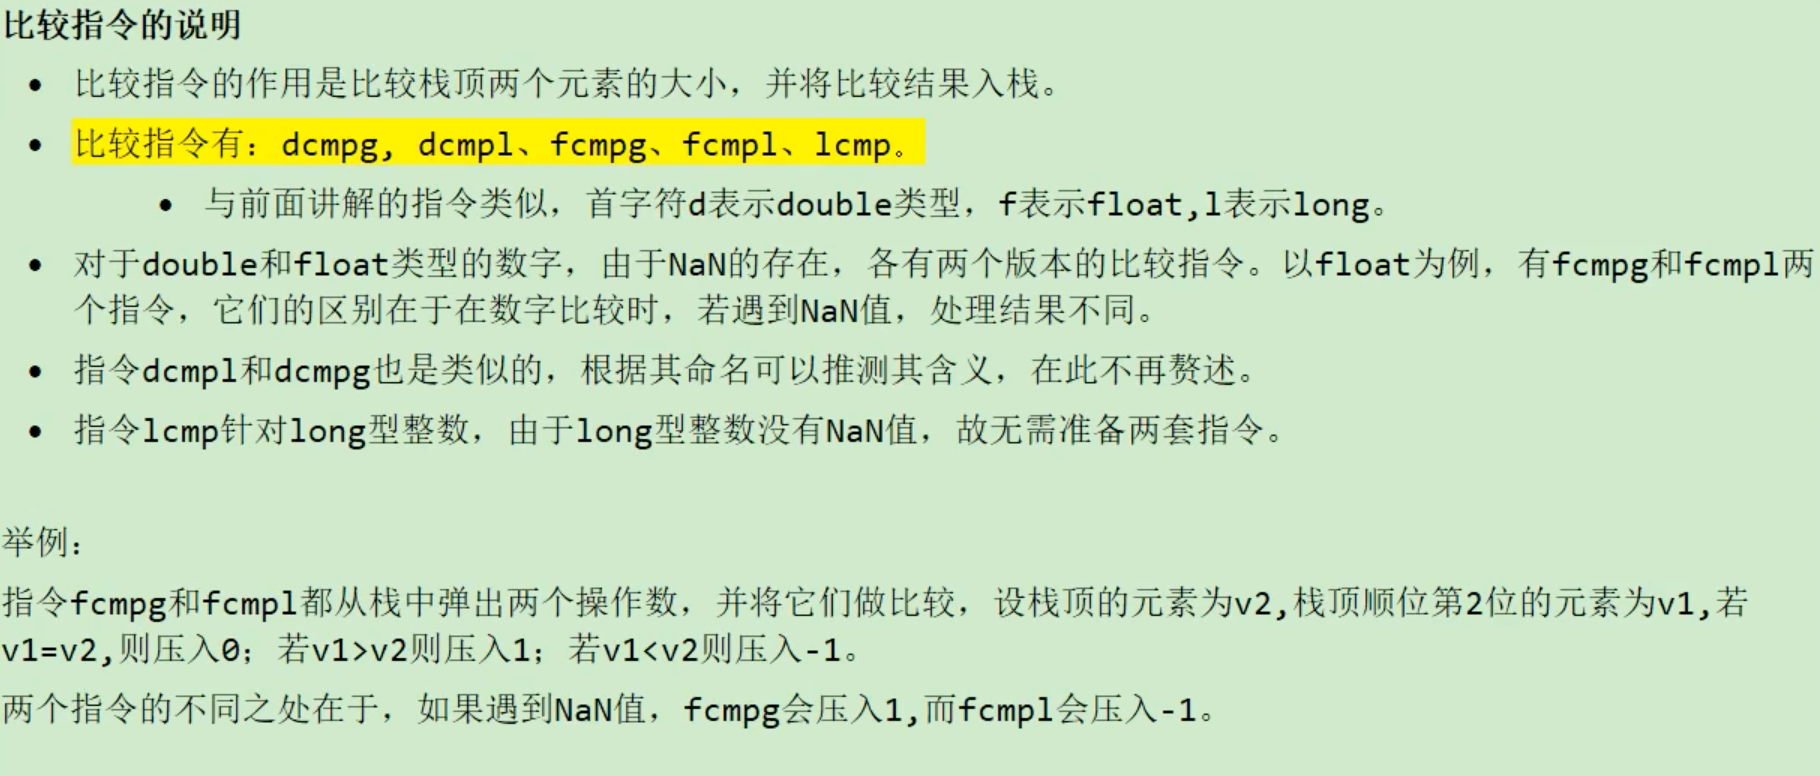 比较指令的说明
比较指令的作用是比较栈顶两个元素的大小，并将比较结果入栈。
比较指令有：dcmpg, dcmpl、fcmpg、fcmpl、lcmp。
与前面讲解的指令类似，首字符d表示double类型，f表示float,l表示long。
对于double和float类型的数字，由于NaN的存在，各有两个版本的比较指令。以float为例，有fcmpg和fcmpl两
个指令，它们的区别在于在数字比较时，若遇到NaN值，处理结果不同。
指令dcmpl和dcmpg也是类似的，根据其命名可以推测其含义，在此不再赘述。
指令lcmp针对long型整数，由于long型整数没有NaN值，故无需准备两套指令。
举例：
指令fcmpg和fcmpl都从栈中弹出两个操作数，并将它们做比较，设栈顶的元素为v2,栈顶顺位第2位的元素为v1,若
v1=v2,则压入0；若v1>v2则压入1；若v1<v2则压入-1。
两个指令的不同之处在于，如果遇到NaN值，fcmpg会压入1,而fcmpl会压入-1。